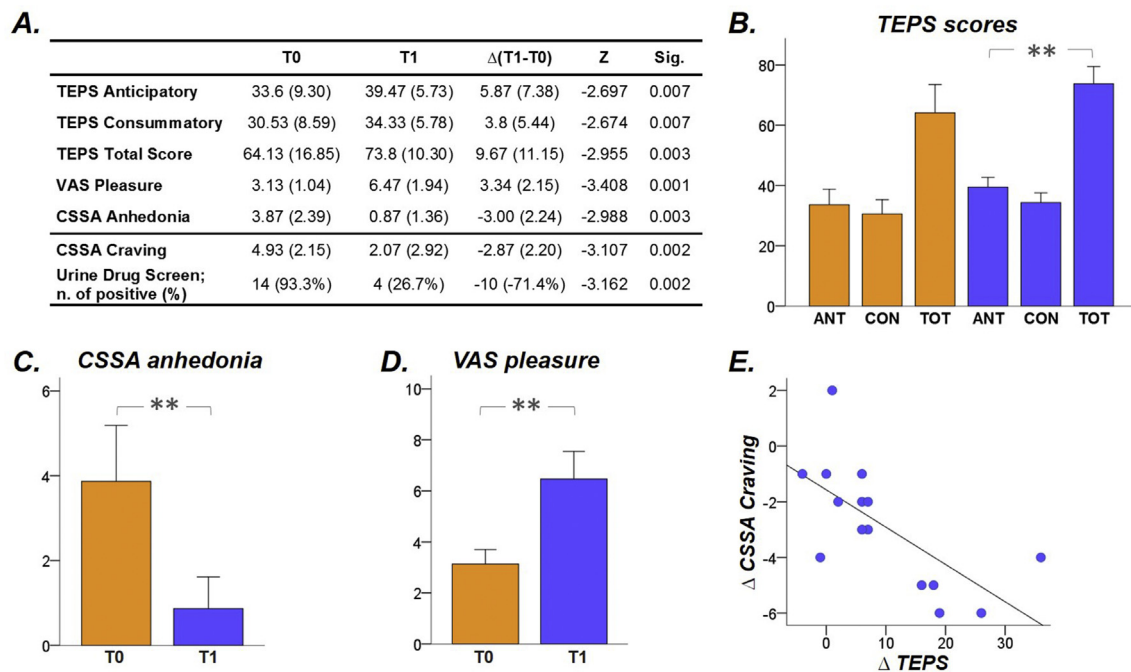 A.
T0 T1 Δ(T1-T0) Z Sig.
TEPS Anticipatory 33.6 (9.30) 39.47 (5.73) 5.87 (7.38) -2.697 0.007
TEPS Consummatory 30.53 (8.59) 34.33 (5.78) 3.8 (5.44) -2.674 0.007
TEPS Total Score 64.13 (16.85) 73.8 (10.30) 9.67 (11.15) -2.955 0.003
VAS Pleasure 3.13 (1.04) 6.47 (1.94) 3.34 (2.15) -3.408 0.001
CSSA Anhedonia 3.87 (2.39) 0.87 (1.36) -3.00 (2.24) -2.988 0.003
CSSA Craving 4.93 (2.15) 2.07 (2.92) -2.87 (2.20) -3.107 0.002
Urine Drug Screen;
n. of positive (%) 14 (93.3%) 4 (26.7%) -10 (-71.4%) -3.162 0.002
B. TEPS scores
**
80
60
40
20
0
ANT CON TOT ANT CON TOT
C. CSSA anhedonia
**
6
4
2
0
T0 T1
D. VAS pleasure
**
10
8
6
4
2
0
T0 T1
E.
Δ CSSA Craving
2
0
-2
-4
-6
0 10 20 30
Δ TEPS